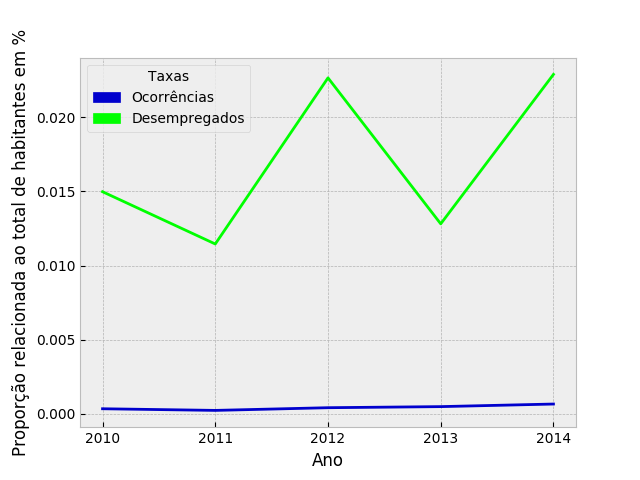 Proporção relacionada ao total de habitantes em %
Taxas
Ocorrências
Desempregados
0.020
0.015
0.010
0.005
0.000
2010 2011 2012 2013 2014
Ano